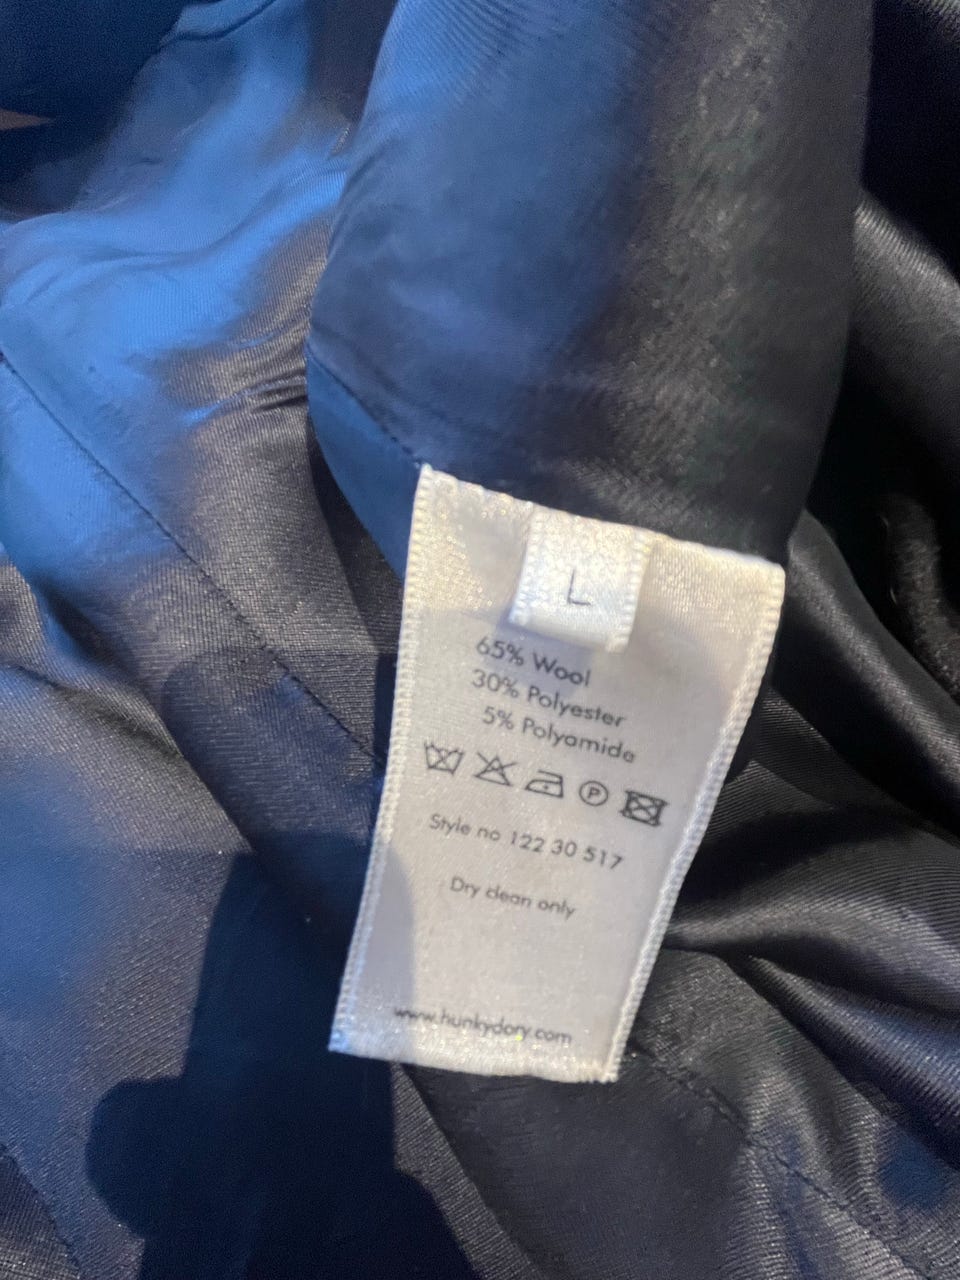 L
65% Wool
30% Polyester
5% Polyamide
P
Style no 122 30 517
Dry clean only
www.hunkydory.com